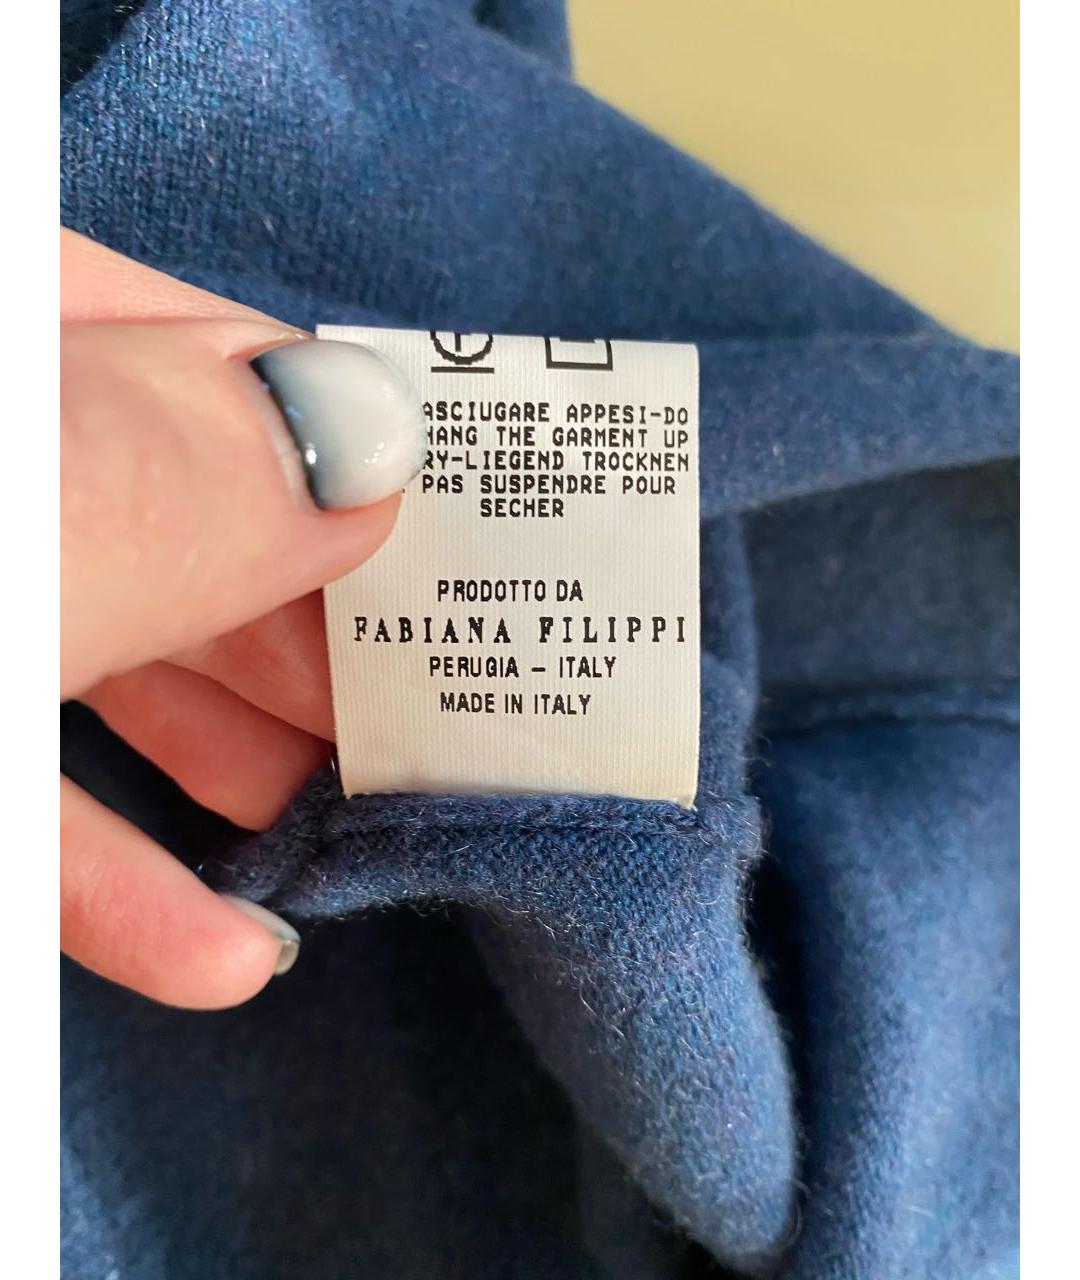 ASCIUGARE APPESI-DO
HANG THE GARMENT UP
RY-LIEGEND TROCKNEN
PAS SUSPENDRE POUR
SECHER
PRODOTTO DA
FABIANA FILIPPI
PERUGIA – ITALY
MADE IN ITALY